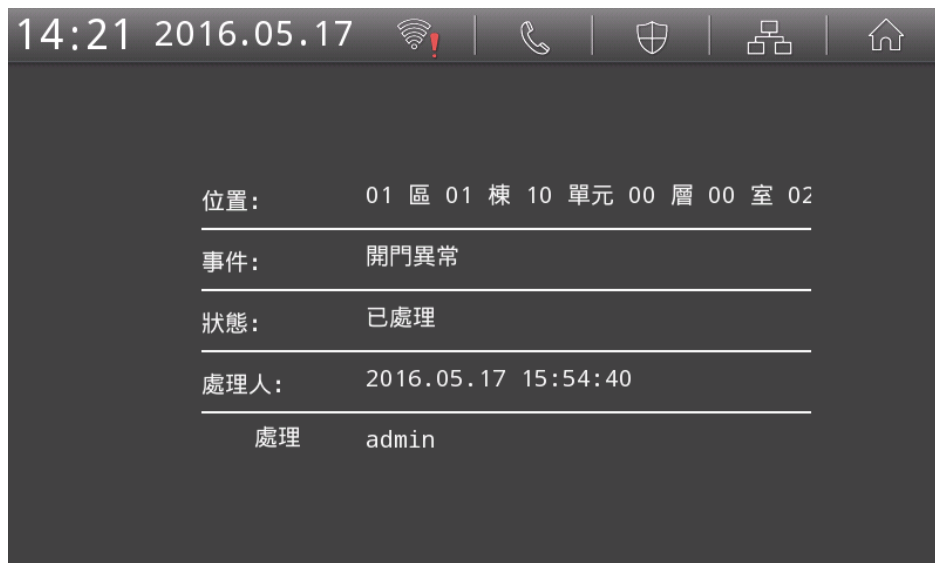 14:21 2016.05.17
位置: 01 區 01 棟 10 單元 00 層 00 室 02
事件: 開門異常
狀態: 已處理
處理人: 2016.05.17 15:54:40
處理 admin